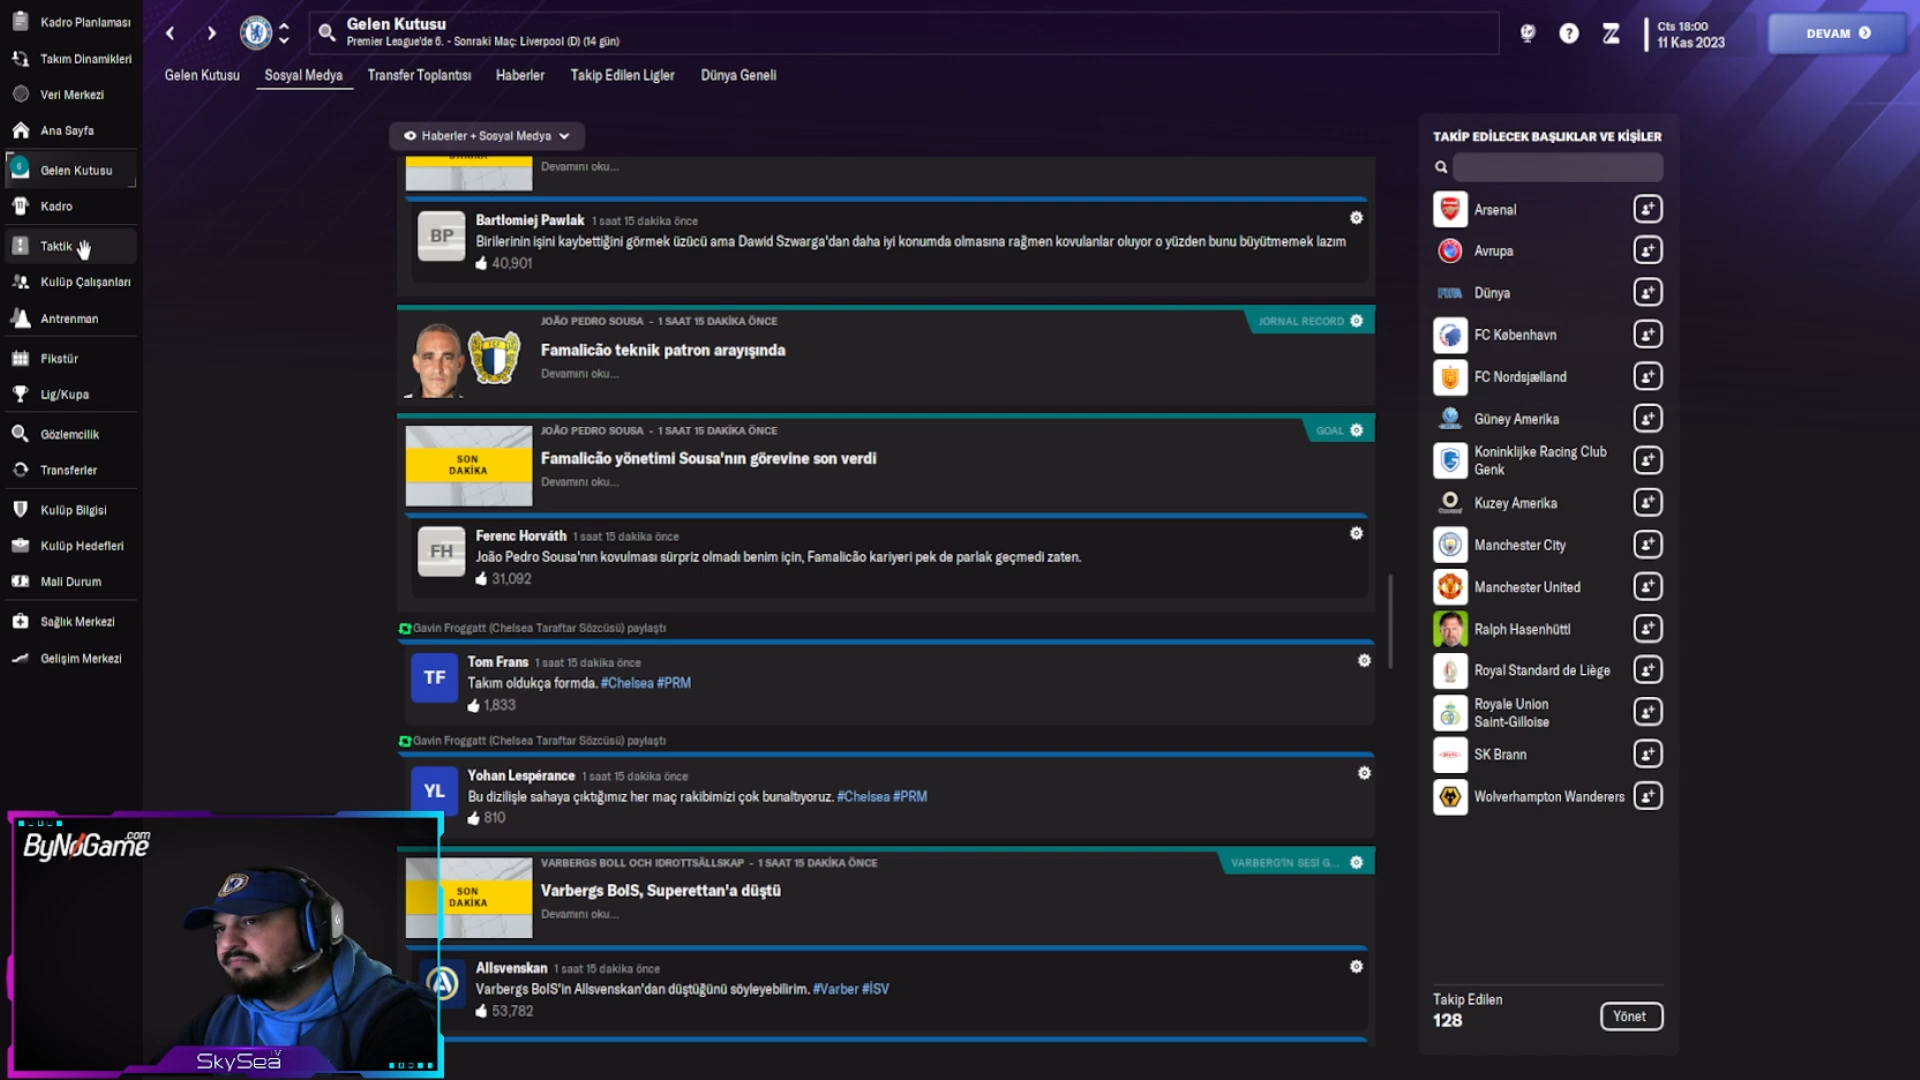 Kadro Planlaması
Takım Dinamikleri
Veri Merkezi
Ana Sayfa
Gelen Kutusu
Kadro
Taktik
Kulüp Çalışanları
Antrenman
Fikstür
Lig/Kupa
Gözlemcilik
Transferler
Kulüp Bilgisi
Kulüp Hedefleri
Mali Durum
Sağlık Merkezi
Gelişim Merkezi
Gelen Kutusu
Premier League'de 6. - Sonraki Maç: Liverpool (D) (14 gün)
Cts 18:00
11 Kas 2023
DEVAM
Gelen Kutusu Sosyal Medya Transfer Toplantısı Haberler Takip Edilen Ligler Dünya Geneli
Haberler + Sosyal Medya
Devamını oku...
BP
Bartlomiej Pawlak 1 saat 15 dakika önce
Birilerinin işini kaybettiğini görmek üzücü ama Dawid Szwarga'dan daha iyi konumda olmasına rağmen kovulanlar oluyor o yüzden bunu büyütmemek lazım
40,901
JOÃO PEDRO SOUSA - 1 SAAT 15 DAKİKA ÖNCE
JORNAL RECORD
Famalicão teknik patron arayışında
Devamını oku...
JOÃO PEDRO SOUSA - 1 SAAT 15 DAKİKA ÖNCE
GOAL
SON
DAKİKA
Famalicão yönetimi Sousa'nın görevine son verdi
Devamını oku...
FH
Ferenc Horváth 1 saat 15 dakika önce
João Pedro Sousa'nın kovulması sürpriz olmadı benim için, Famalicão kariyeri pek de parlak geçmedi zaten.
31,092
Gavin Froggatt (Chelsea Taraftar Sözcüsü) paylaştı
TF
Tom Frans 1 saat 15 dakika önce
Takım oldukça formda. #Chelsea #PRM
1,833
Gavin Froggatt (Chelsea Taraftar Sözcüsü) paylaştı
YL
Yohan Lespérance 1 saat 15 dakika önce
Bu dizilişle sahaya çıktığımız her maç rakibimizi çok bunaltıyoruz. #Chelsea #PRM
810
VARBERGS BOLL OCH IDROTTSÄLLSKAP - 1 SAAT 15 DAKİKA ÖNCE
VARBERG'İN SESİ G...
SON
DAKİKA
Varbergs BoIS, Superettan'a düştü
Devamını oku...
Allsvenskan 1 saat 15 dakika önce
Varbergs BoIS'in Allsvenskan'dan düştüğünü söyleyebilirim. #Varber #İSV
53,782
TAKİP EDİLECEK BAŞLIKLAR VE KİŞİLER
Arsenal
Avrupa
FIFA
Dünya
FC København
FC Nordsjælland
Güney Amerika
Koninklijke Racing Club
Genk
Kuzey Amerika
Manchester City
Manchester United
Ralph Hasenhüttl
Royal Standard de Liège
Royale Union
Saint-Gilloise
SK Brann
Wolverhampton Wanderers
Takip Edilen
128
Yönet
ByNoGame.com
SkySeaTV